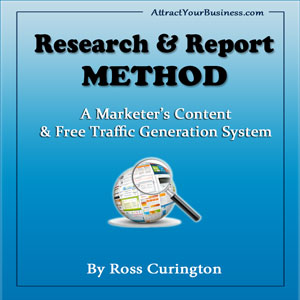 AttractYourBusiness.com
Research & Report
METHOD
A Marketer's Content
& Free Traffic Generation System
By Ross Curington